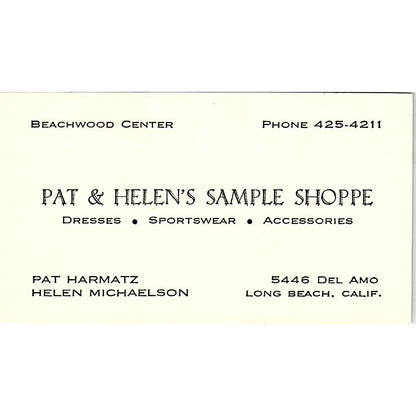 BEACHWOOD CENTER PHONE 425-4211
PAT & HELEN'S SAMPLE SHOPPE
DRESSES • SPORTSWEAR • ACCESSORIES
PAT HARMATZ 5446 DEL AMO
HELEN MICHAELSON LONG BEACH, CALIF.